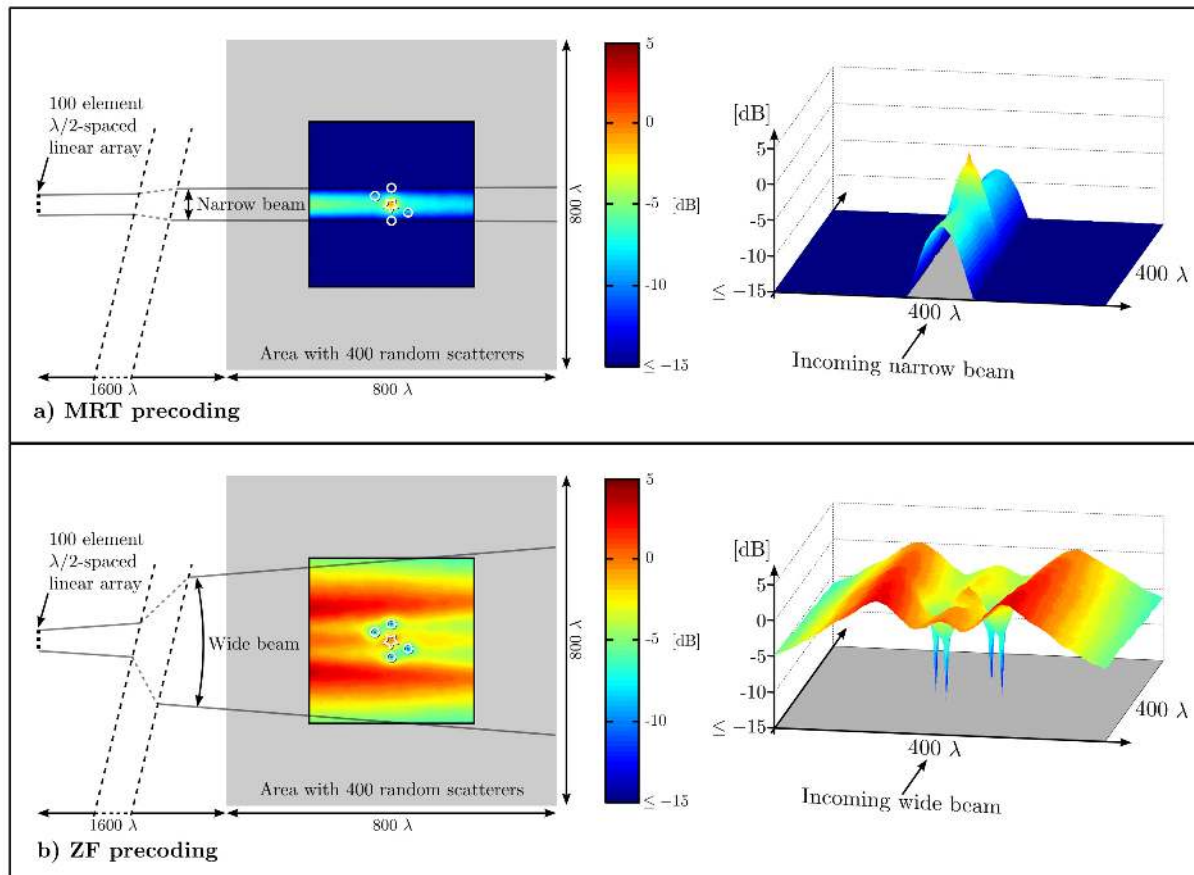 100 element
λ/2-spaced
linear array
Narrow beam
Area with 400 random scatterers
1600 λ
800 λ
800 λ
5
0
-5
[dB]
-10
≤ -15
[dB]
5
0
-5
-10
≤ -15
400 λ
400 λ
Incoming narrow beam
a) MRT precoding
100 element
λ/2-spaced
linear array
Wide beam
Area with 400 random scatterers
1600 λ
800 λ
800 λ
5
0
-5
[dB]
-10
≤ -15
[dB]
5
0
-5
-10
≤ -15
400 λ
400 λ
Incoming wide beam
b) ZF precoding